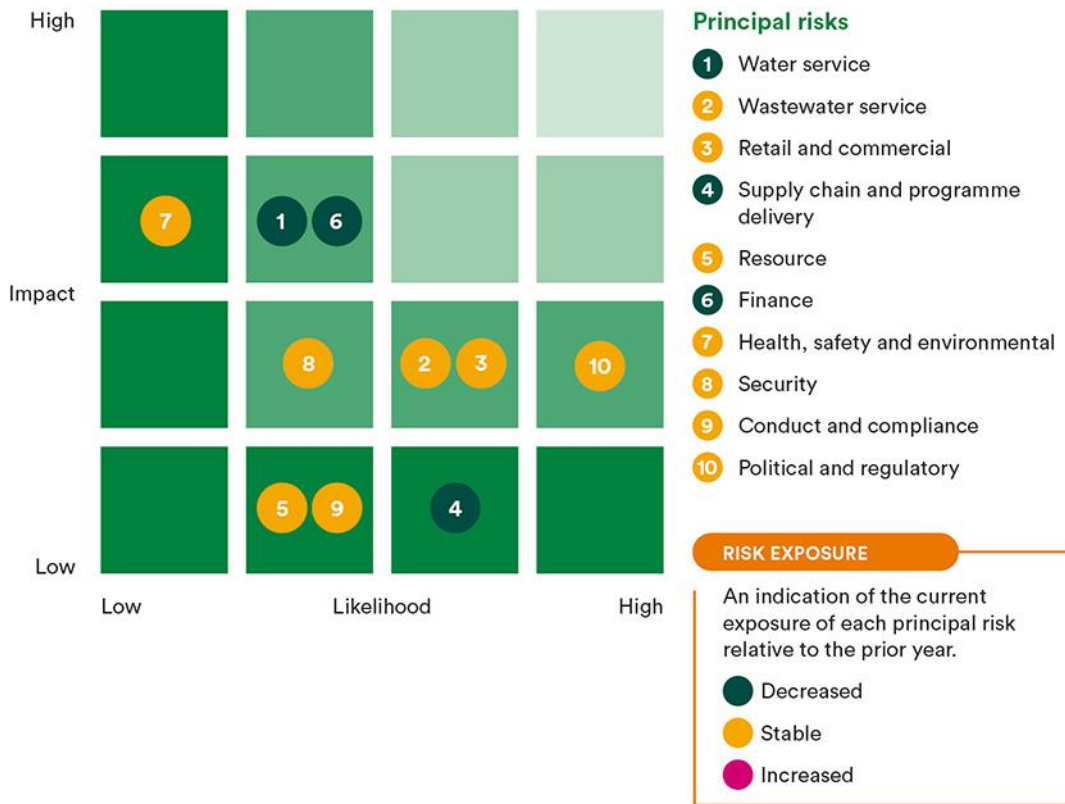 High
Impact
Low
7
1
6
8
2
3
10
5
9
4
Low
Likelihood
High
Principal risks
1 Water service
2 Wastewater service
3 Retail and commercial
4 Supply chain and programme
delivery
5 Resource
6 Finance
7 Health, safety and environmental
8 Security
9 Conduct and compliance
10 Political and regulatory
RISK EXPOSURE
An indication of the current
exposure of each principal risk
relative to the prior year.
Decreased
Stable
Increased